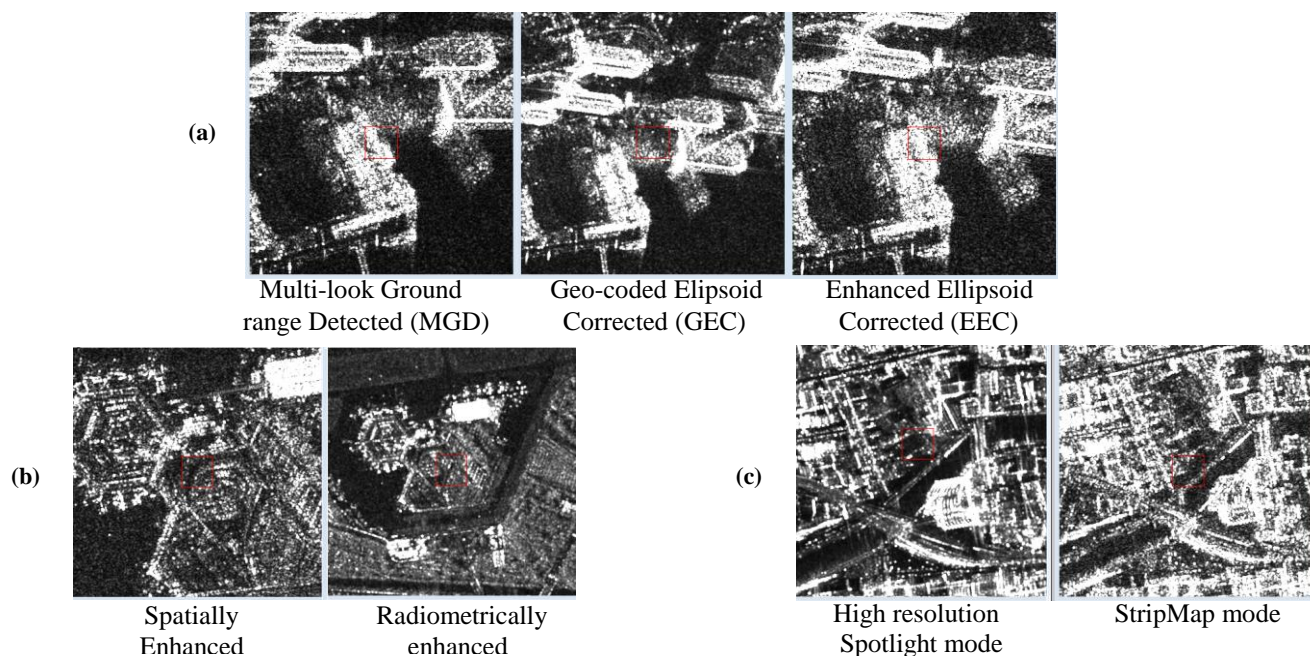 (a)
Multi-look Ground
range Detected (MGD)
Geo-coded Elipsoid
Corrected (GEC)
Enhanced Ellipsoid
Corrected (EEC)
(b)
Spatially
Enhanced
Radiometrically
enhanced
(c)
High resolution
Spotlight mode
StripMap mode